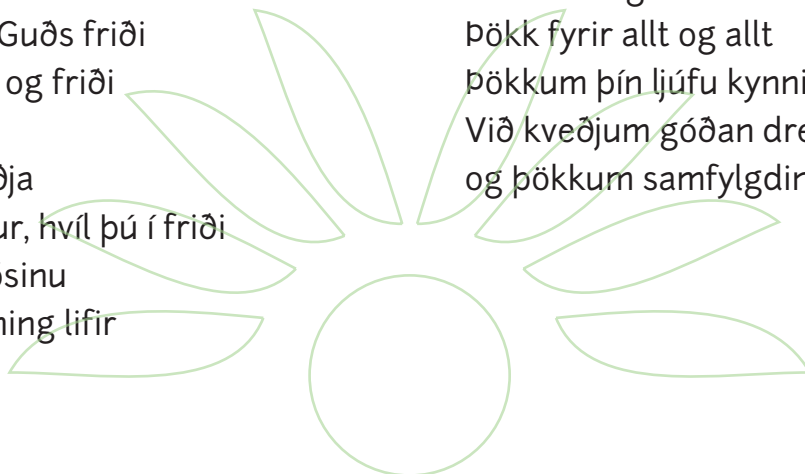 Guðs friði
og friði
ðja
ur, hvíl þú í friði
ósinu
ning lifir
Þökk fyrir allt og allt
Þökkum þín ljúfu kynni
Við kveðjum góðan dre
og þökkum samfylgdin